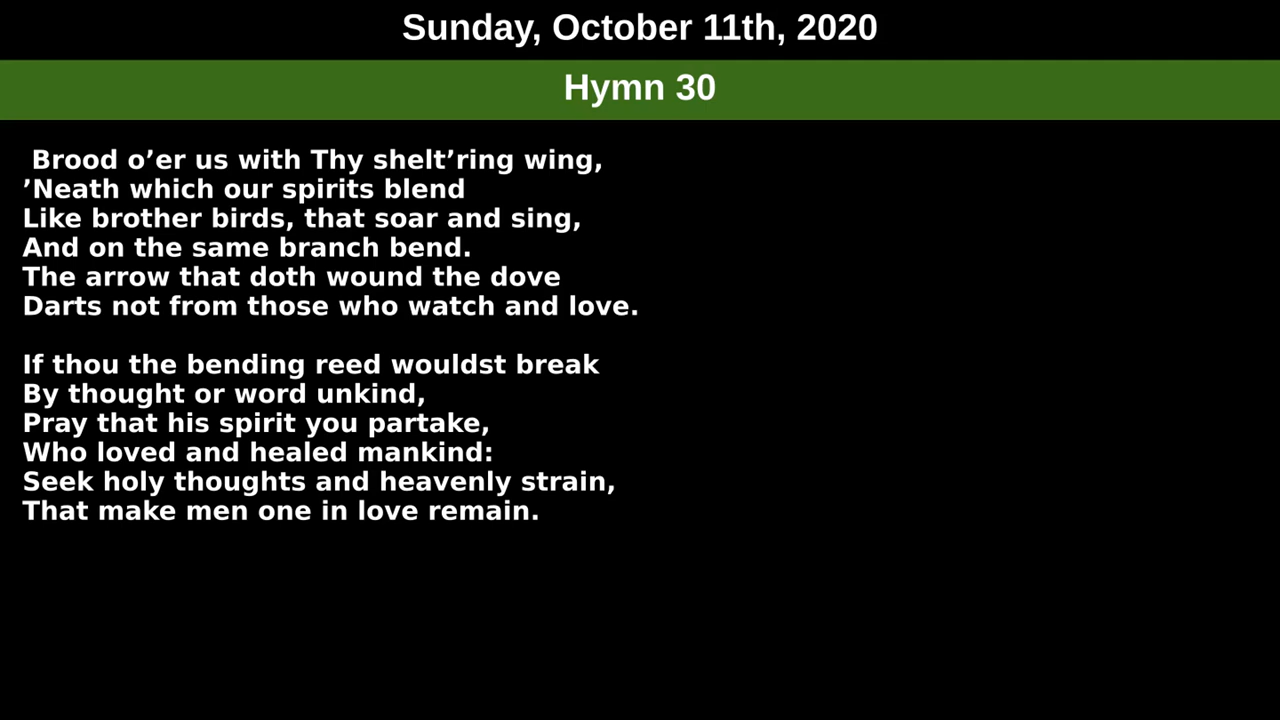 Sunday, October 11th, 2020
Hymn 30
Brood o’er us with Thy shelt’ring wing,
’Neath which our spirits blend
Like brother birds, that soar and sing,
And on the same branch bend.
The arrow that doth wound the dove
Darts not from those who watch and love.
If thou the bending reed wouldst break
By thought or word unkind,
Pray that his spirit you partake,
Who loved and healed mankind:
Seek holy thoughts and heavenly strain,
That make men one in love remain.